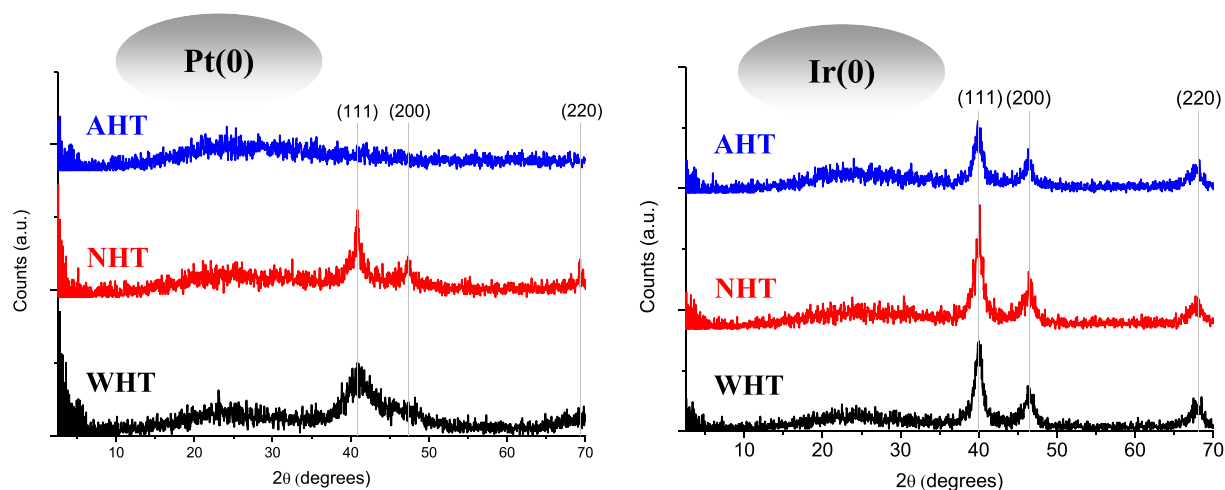 Pt(0)
(111) (200) (220)
AHT
NHT
WHT
Counts (a.u.)
10 20 30 40 50 60 70
2θ (degrees)
Ir(0)
(111) (200) (220)
AHT
NHT
WHT
Counts (a.u.)
10 20 30 40 50 60 70
2θ (degrees)